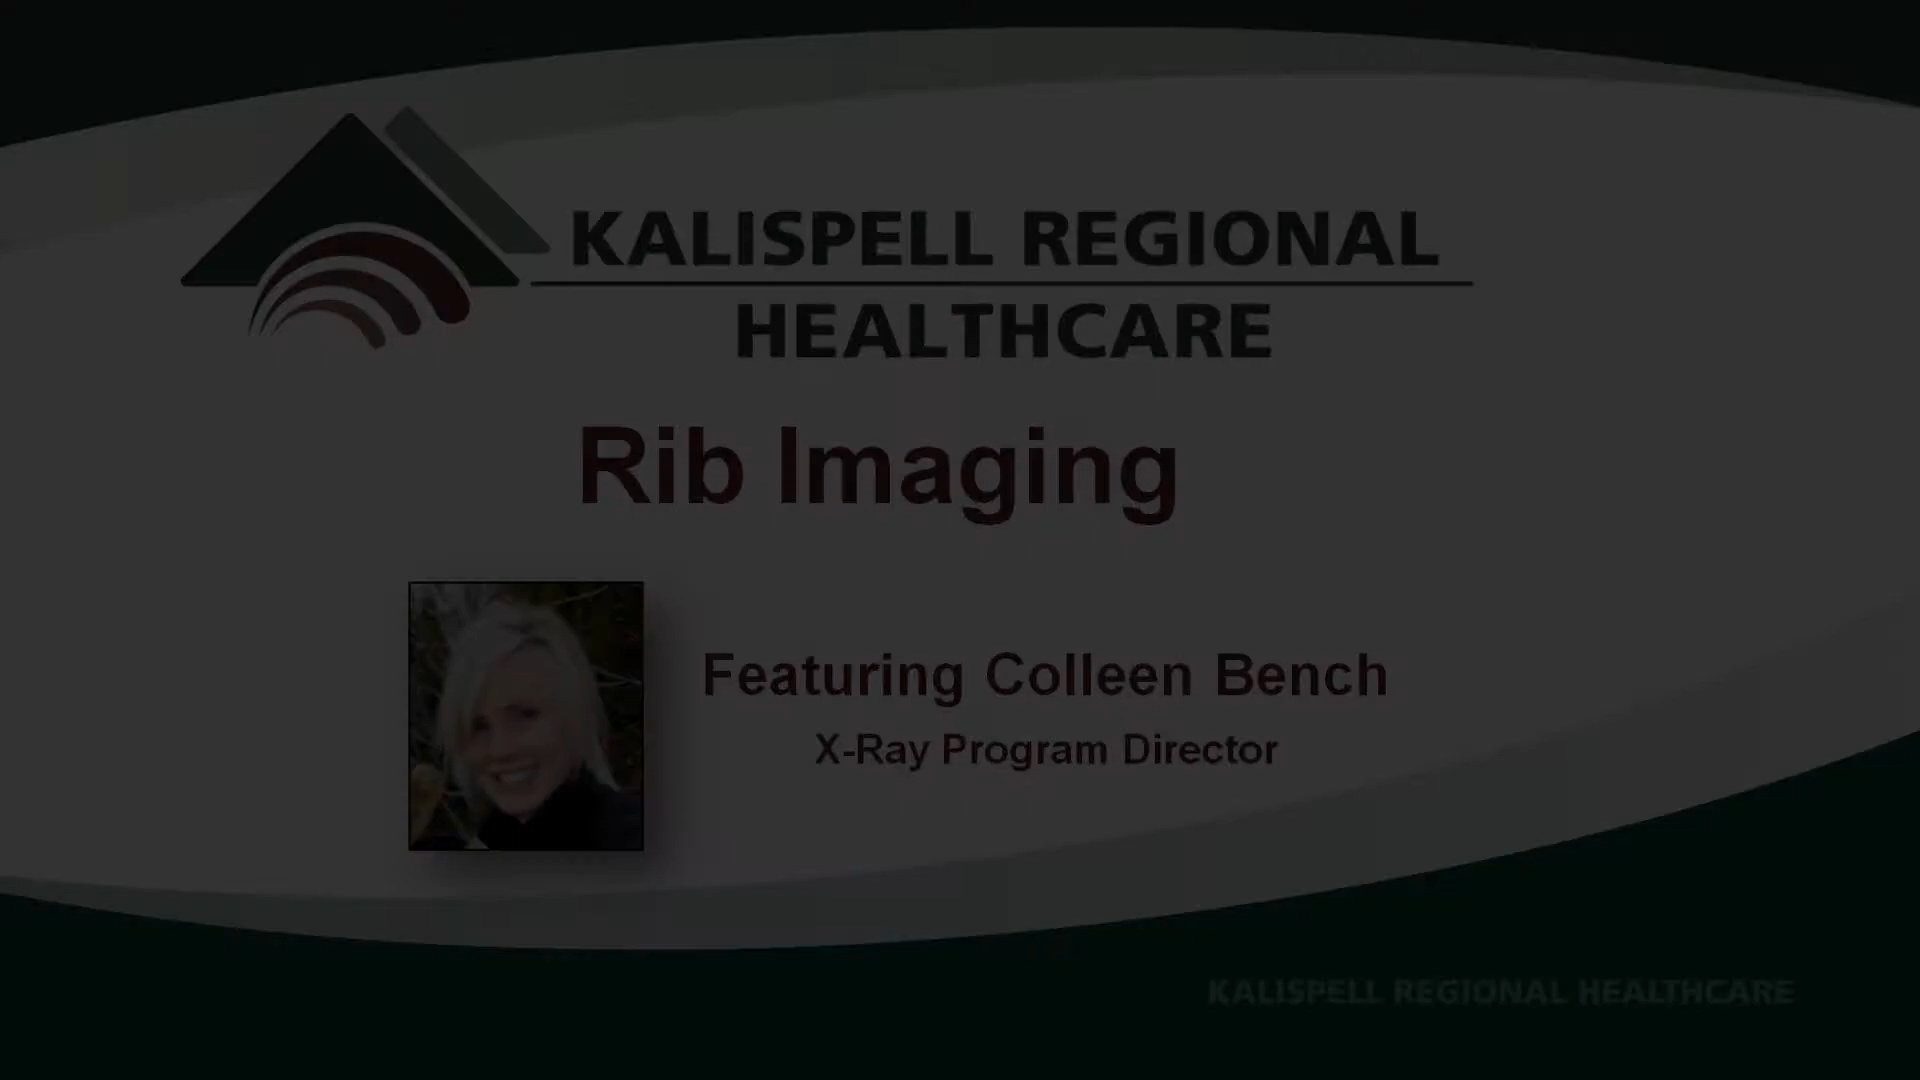 KALISPELL REGIONAL
HEALTHCARE
Rib Imaging
Featuring Colleen Bench
X-Ray Program Director
KALISPELL REGIONAL HEALTHCARE